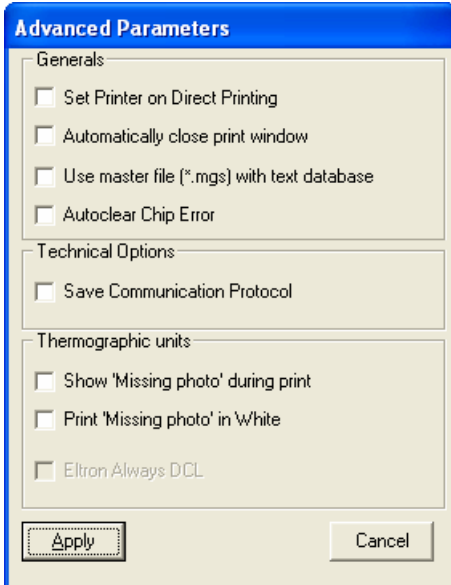 Advanced Parameters
Generals
Set Printer on Direct Printing
Automatically close print window
Use master file (*.mgs) with text database
Autoclear Chip Error
Technical Options
Save Communication Protocol
Thermographic units
Show 'Missing photo' during print
Print 'Missing photo' in White
Eltron Always DCL
Apply
Cancel